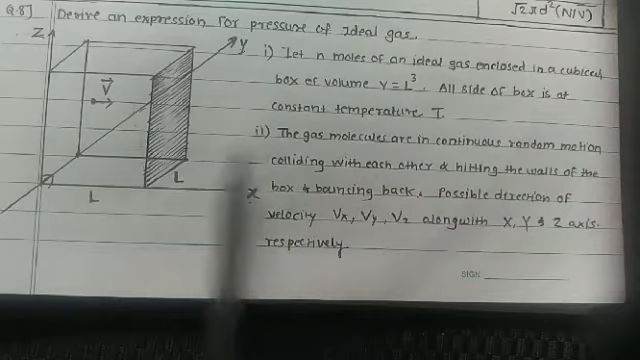 √2πd²(N/V)
Q.8] Derive an expression for pressure of Ideal gas.
Z
Y
V
L
L
X
i) Let n moles of an ideal gas enclosed in a cubical
box of volume V = L³. All side of box is at
constant temperature T.
ii) The gas molecules are in continuous random motion
colliding with each other & hitting the walls of the
box & bouncing back. Possible direction of
velocity Vx, Vy, Vz along with X, Y & Z axis.
respectively.
SIGN